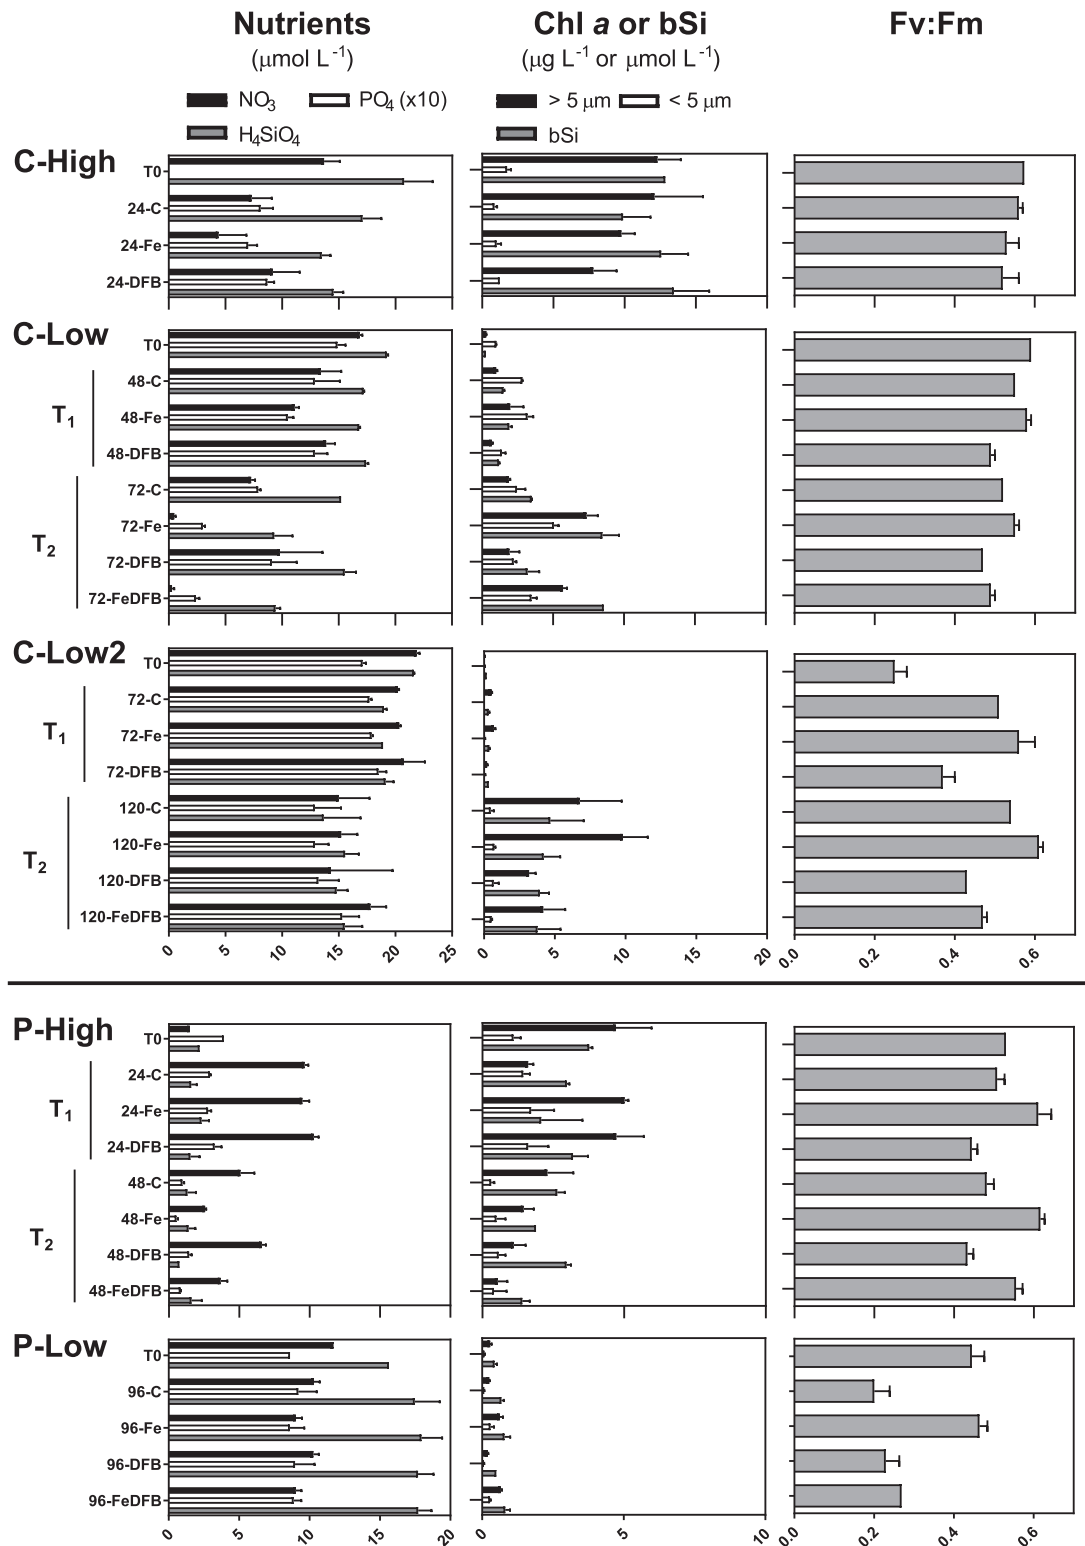 Nutrients Chl a or bSi Fv:Fm
(μmol L⁻¹) (μg L⁻¹ or μmol L⁻¹)
NO₃ PO₄ (x10) > 5 μm < 5 μm
H₄SiO₄ bSi
C-High
T0
24-C
24-Fe
24-DFB
C-Low
T0
T₁
48-C
48-Fe
48-DFB
T₂
72-C
72-Fe
72-DFB
72-FeDFB
C-Low2
T0
T₁
72-C
72-Fe
72-DFB
T₂
120-C
120-Fe
120-DFB
120-FeDFB
0 5 10 15 20 25 0 5 10 15 20 0.0 0.2 0.4 0.6
P-High
T0
T₁
24-C
24-Fe
24-DFB
T₂
48-C
48-Fe
48-DFB
48-FeDFB
P-Low
T0
96-C
96-Fe
96-DFB
96-FeDFB
0 5 10 15 20 0 5 10 0.0 0.2 0.4 0.6